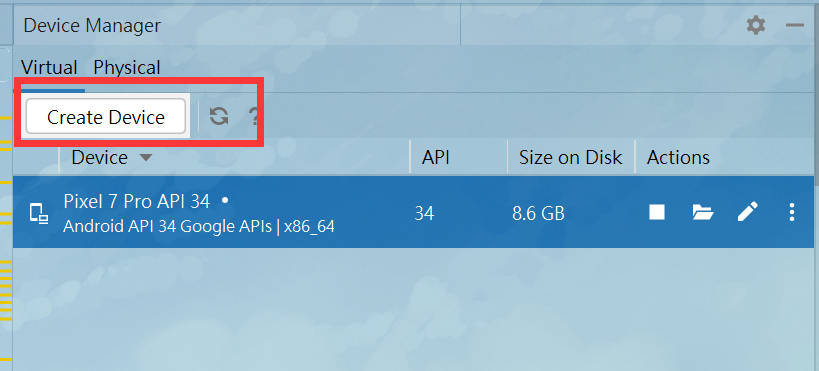 Device Manager
Virtual Physical
Create Device ?
Device API Size on Disk Actions
Pixel 7 Pro API 34 34 8.6 GB
Android API 34 Google APIs | x86_64